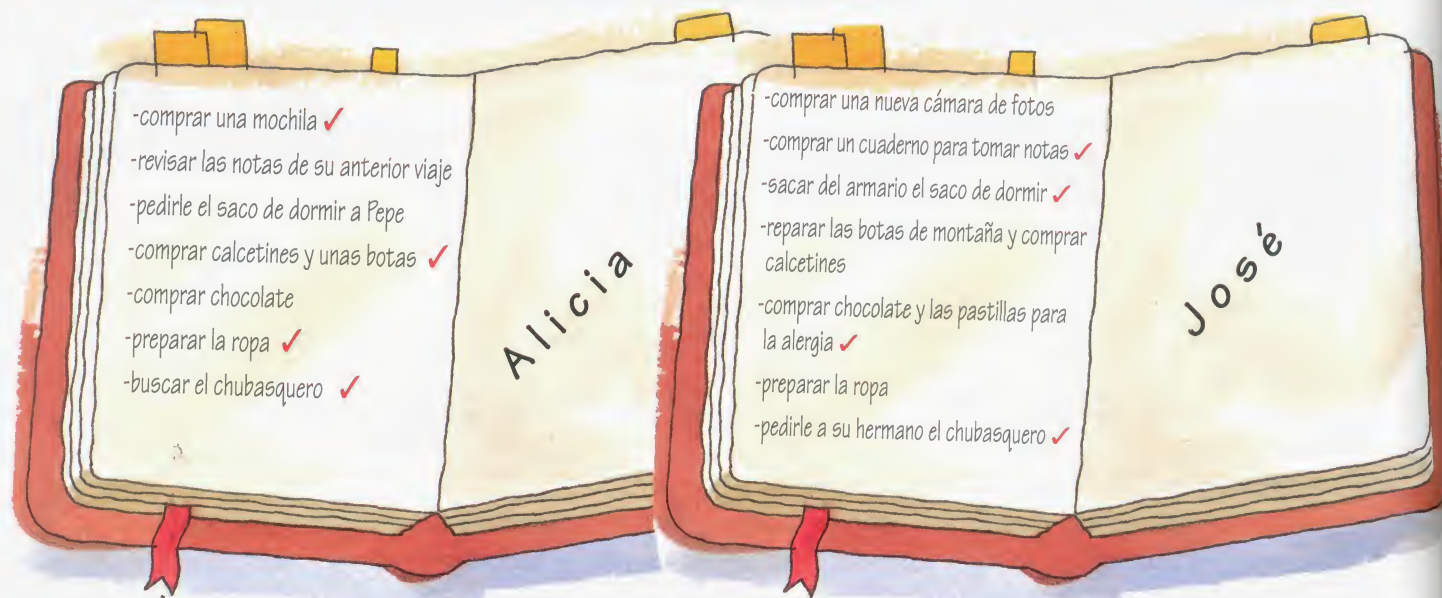 -comprar una mochila ✓
-revisar las notas de su anterior viaje
-pedirle el saco de dormir a Pepe
-comprar calcetines y unas botas ✓
-comprar chocolate
-preparar la ropa ✓
-buscar el chubasquero ✓
Alicia
-comprar una nueva cámara de fotos
-comprar un cuaderno para tomar notas ✓
-sacar del armario el saco de dormir ✓
-reparar las botas de montaña y comprar
calcetines
-comprar chocolate y las pastillas para
la alergia ✓
-preparar la ropa
-pedirle a su hermano el chubasquero ✓
José